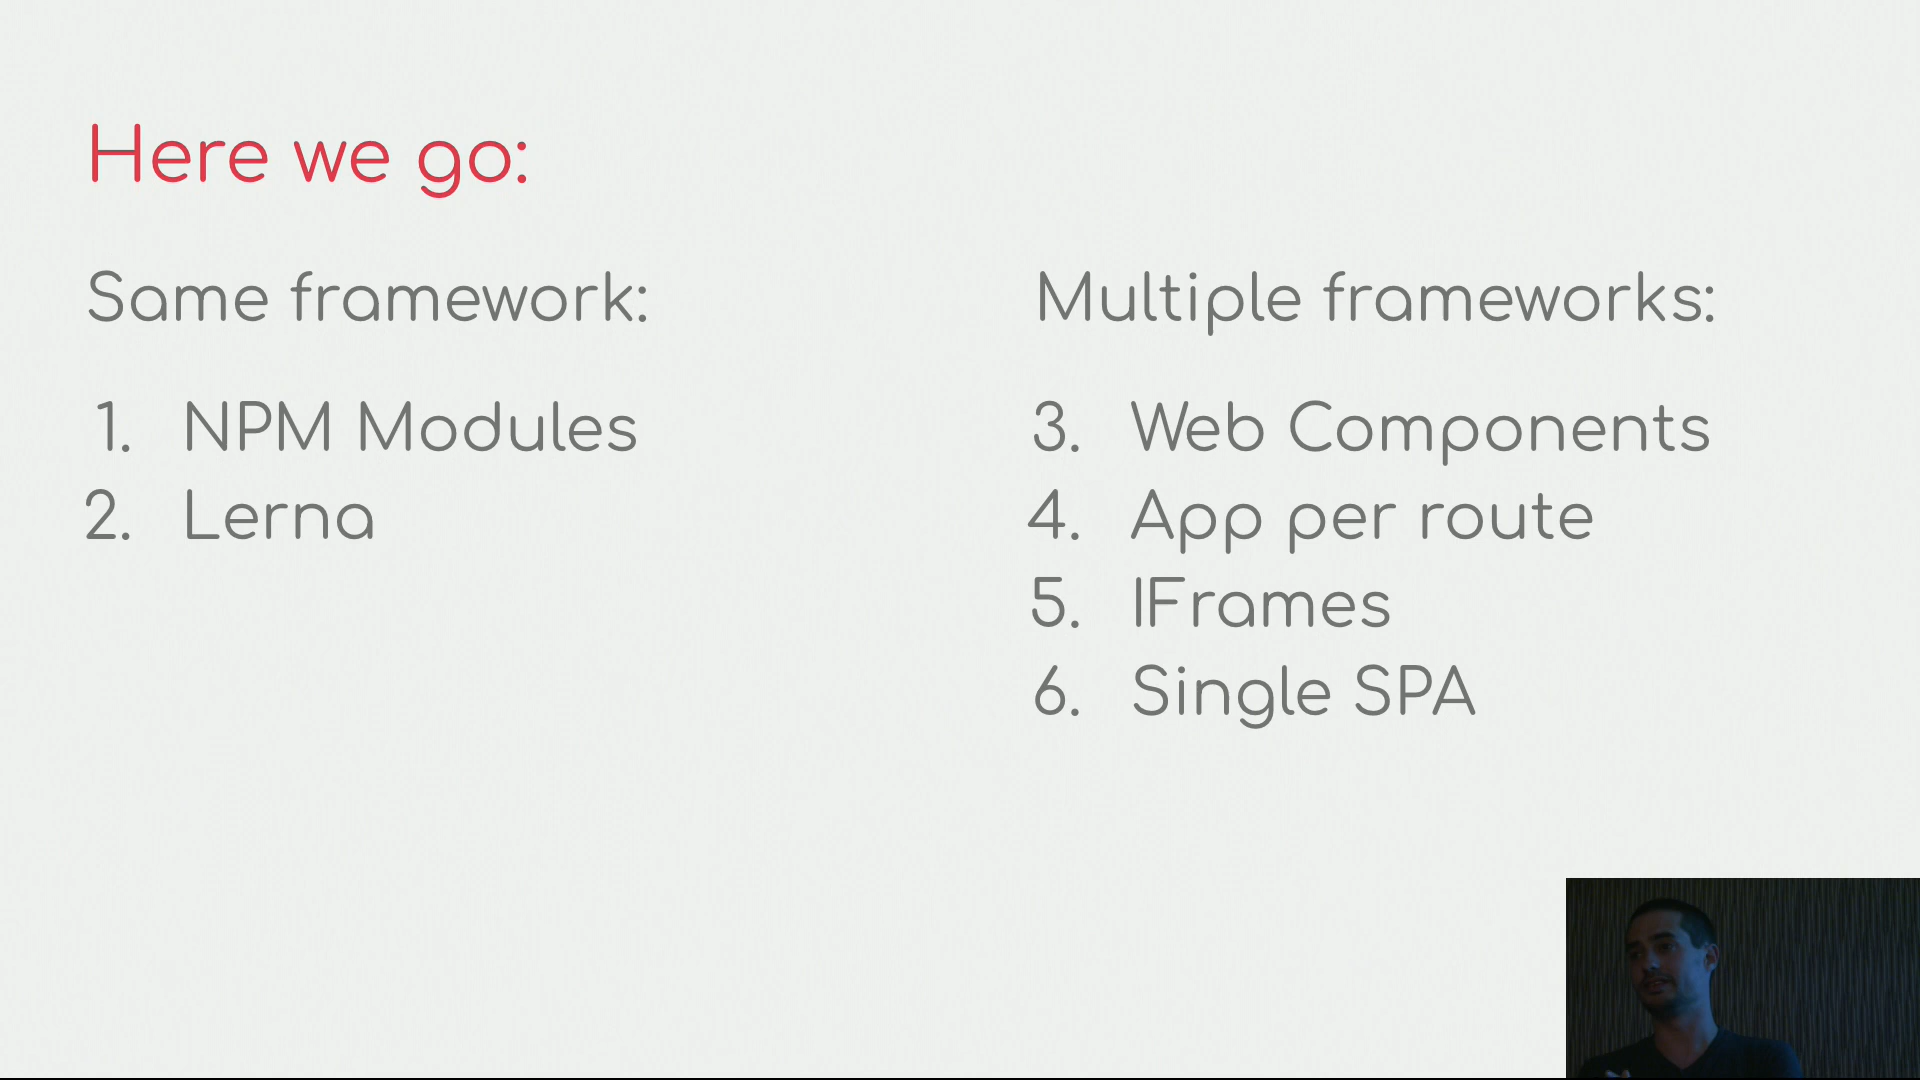 Here we go:
Same framework:
1. NPM Modules
2. Lerna
Multiple frameworks:
3. Web Components
4. App per route
5. IFrames
6. Single SPA